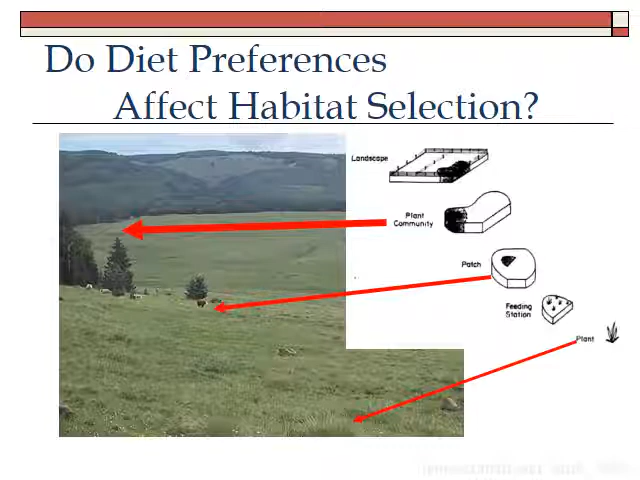 Do Diet Preferences
Affect Habitat Selection?
Landscape
Plant
Community
Patch
Feeding
Station
Plant